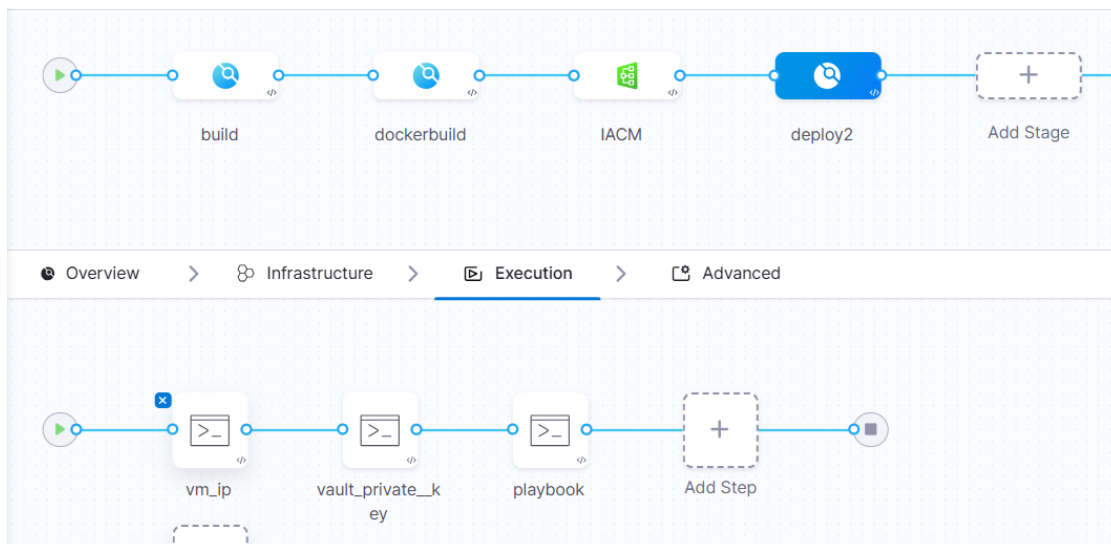 build
dockerbuild
IACM
deploy2
Add Stage
Overview
Infrastructure
Execution
Advanced
vm_ip
vault_private__k
ey
playbook
Add Step